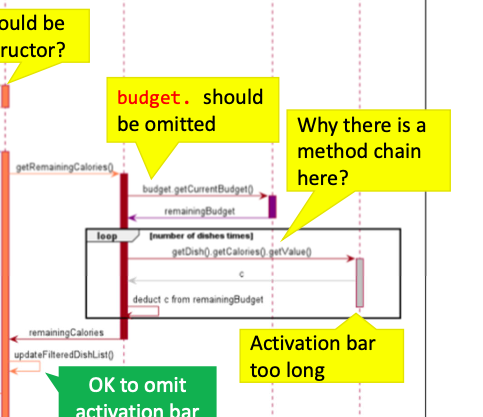 ould be
ructor?
budget. should
be omitted
Why there is a
method chain
here?
getRemainingCalories()
budget.getCurrentBudget()
remainingBudget
loop
[number of dishes times]
getDish().getCalories().getValue()
c
deduct c from remainingBudget
remainingCalories
updateFilteredDishList()
Activation bar
too long
OK to omit
activation bar